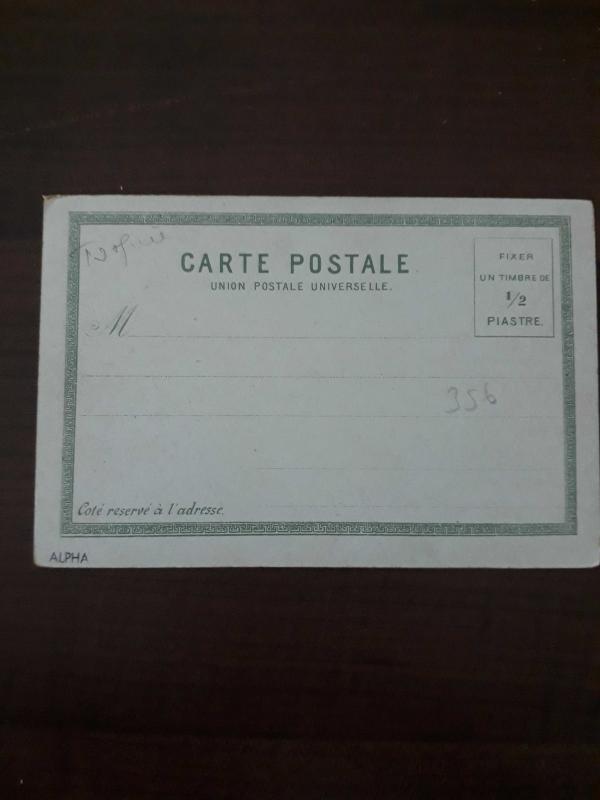 CARTE POSTALE
UNION POSTALE UNIVERSELLE.
FIXER
UN TIMBRE DE
1/2
PIASTRE.
M
356
Coté reservé à l'adresse.
ALPHA